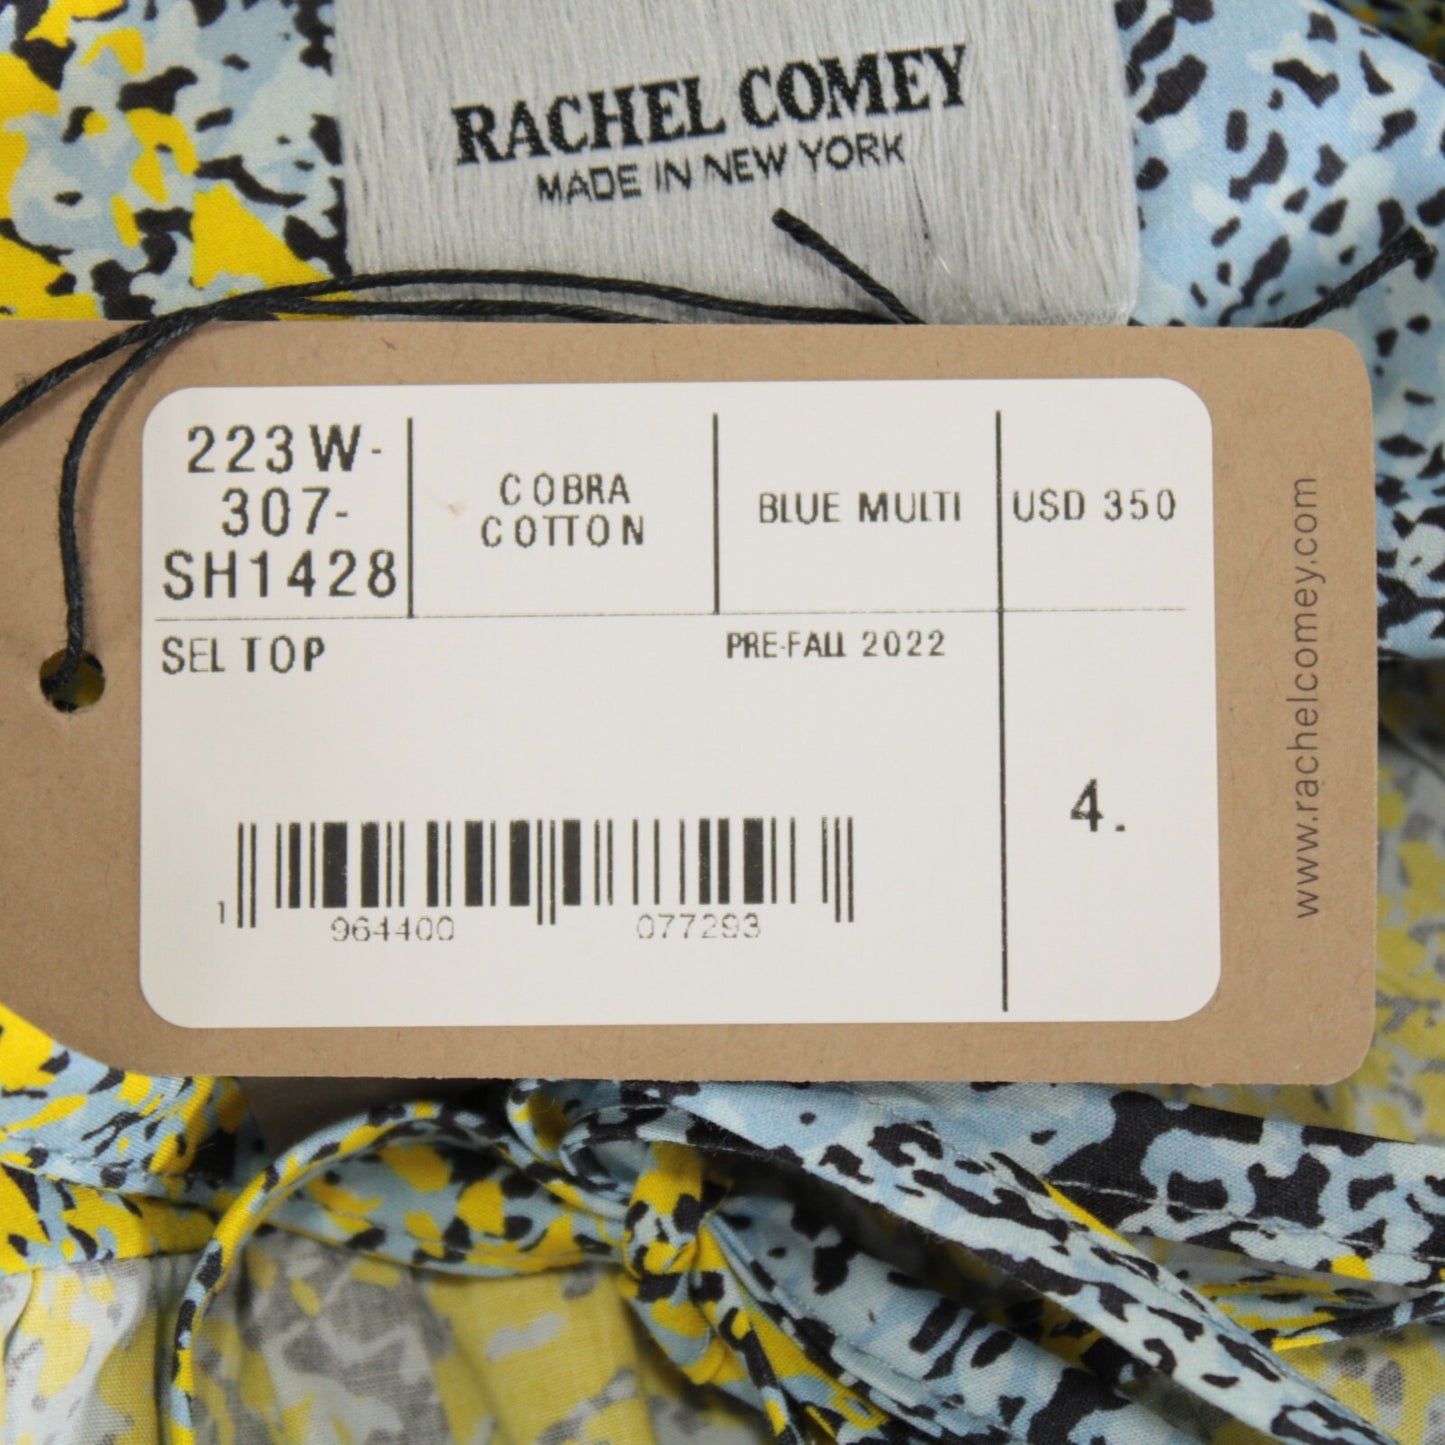 RACHEL COMEY
MADE IN NEW YORK
223W-
307-
SH1428
COBRA
COTTON
BLUE MULTI
USD 350
SEL TOP
PRE-FALL 2022
4.
1 964400 077293
www.rachelcomey.com